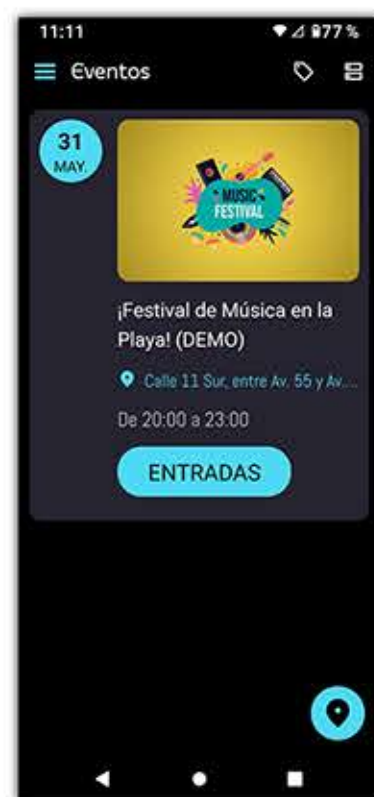 11:11
77 %
Eventos
31
MAY.
MUSIC
FESTIVAL
¡Festival de Música en la
Playa! (DEMO)
Calle 11 Sur, entre Av. 55 y Av....
De 20:00 a 23:00
ENTRADAS